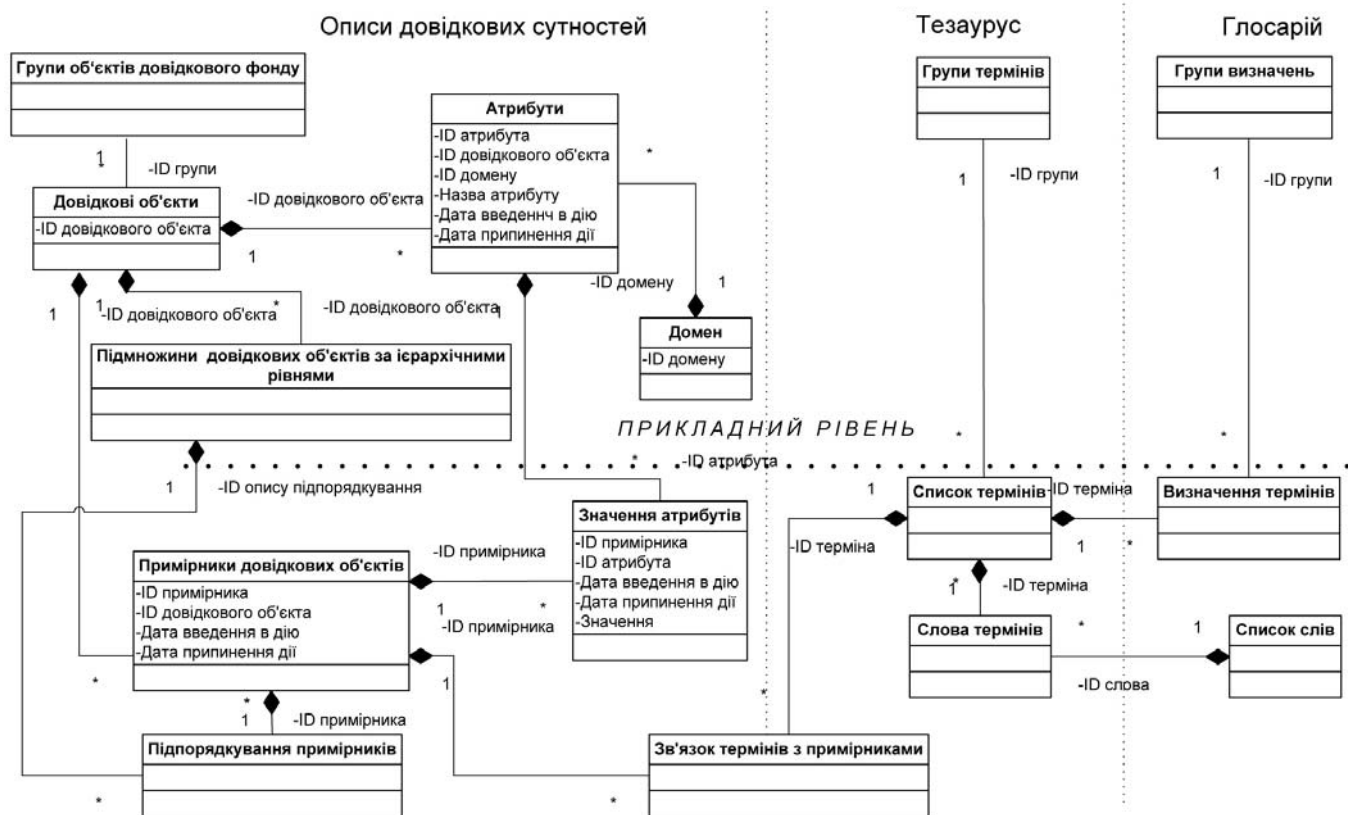 Описи довідкових сутностей
Тезаурус
Глосарій
Групи об'єктів довідкового фонду
Групи термінів
Групи визначень
Атрибути
-ID атрибута
-ID довідкового об'єкта
-ID домену
-Назва атрибуту
-Дата введеннч в дію
-Дата припинення дії
*
1
-ID групи
1
-ID групи
1
-ID групи
Довідкові об'єкти
-ID довідкового об'єкта
-ID довідкового об'єкта
1
*
-ID домену
1
1
1
-ID довідкового об'єкта
*
-ID довідкового об'єкта
1
Домен
-ID домену
Підмножини довідкових об'єктів за ієрархічними
рівнями
ПРИКЛАДНИЙ РІВЕНЬ
*
*
*
-ID атрибута
1
-ID опису підпорядкування
1
Список термінів
-ID терміна
Визначення термінів
Значення атрибутів
-ID примірника
-ID атрибута
-Дата введення в дію
-Дата припинення дії
-Значення
-ID терміна
1
*
-ID примірника
1
*
-ID примірника
Примірники довідкових об'єктів
-ID примірника
-ID довідкового об'єкта
-Дата введення в дію
-Дата припинення дії
*
1
-ID терміна
Слова термінів
*
1
Список слів
-ID слова
*
1
*
*
1
-ID примірника
Підпорядкування примірників
*
Зв'язок термінів з примірниками
*